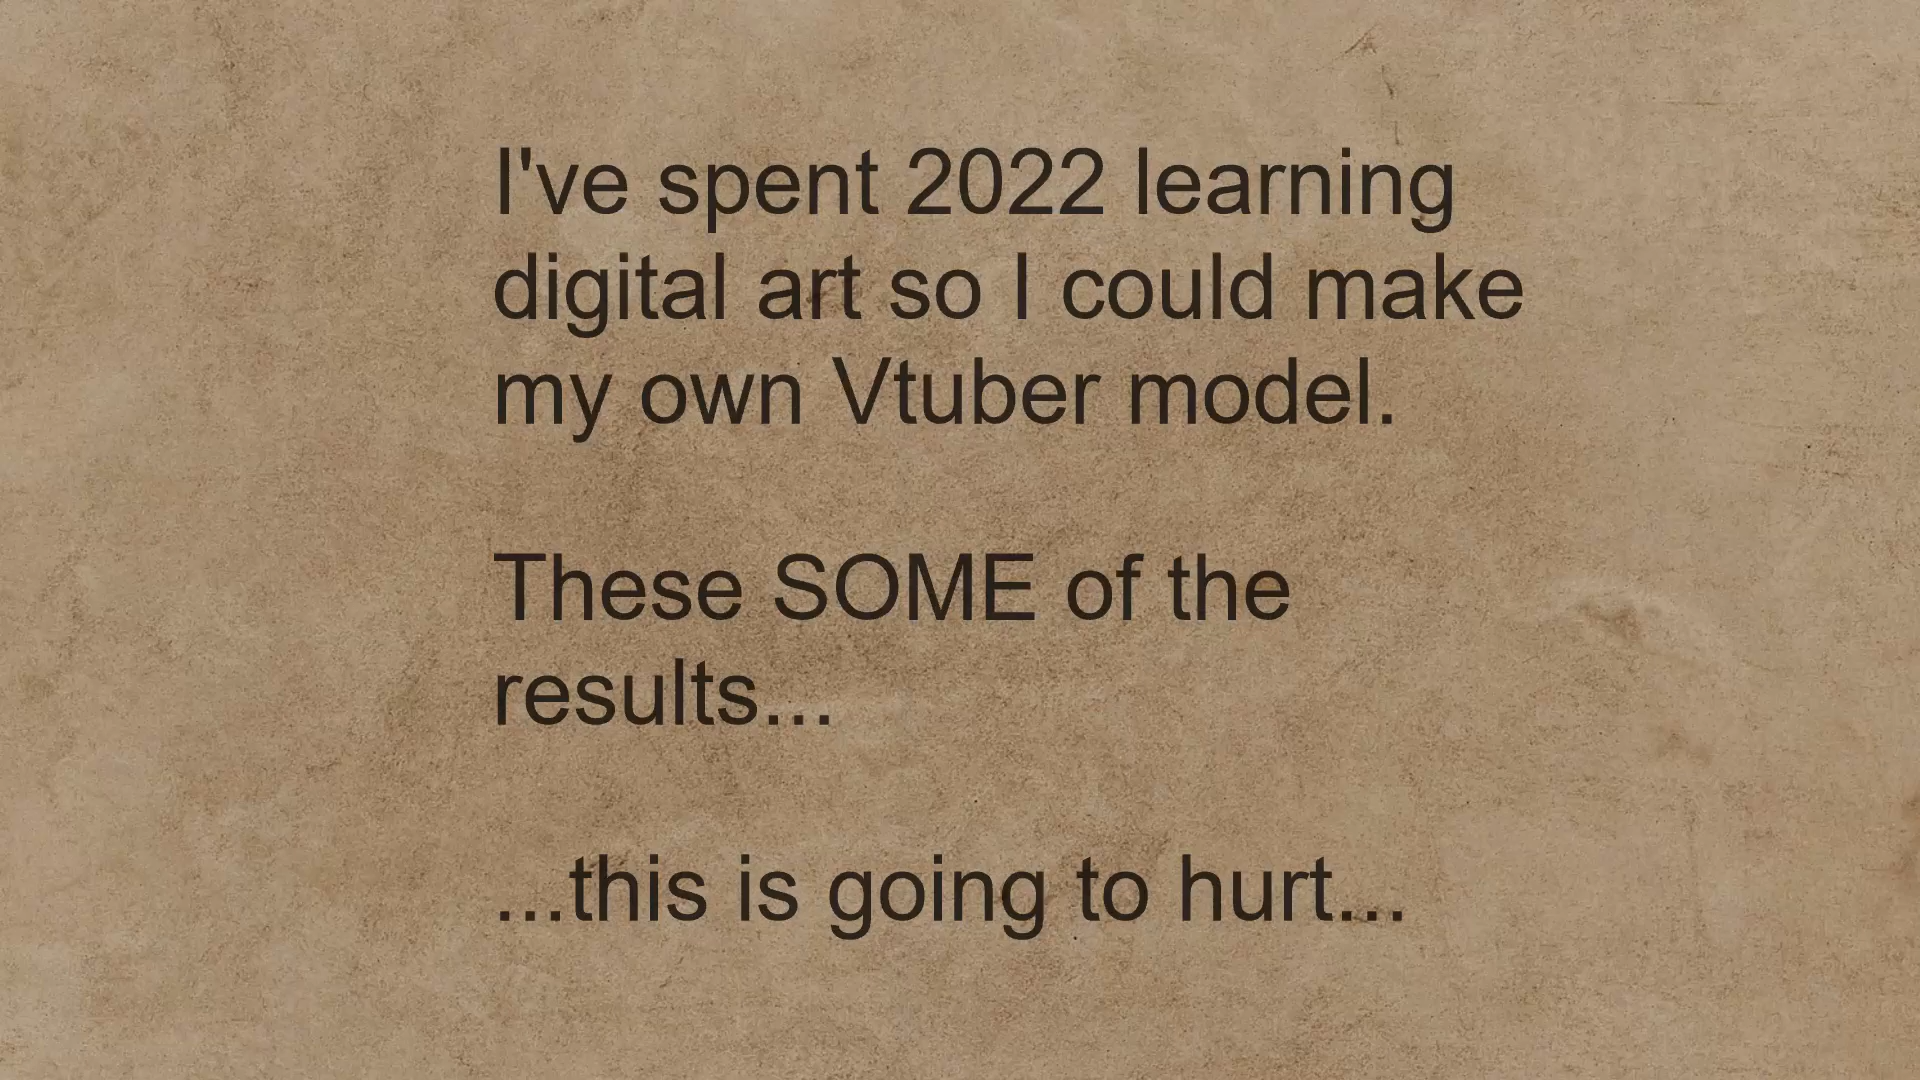 I've spent 2022 learning
digital art so I could make
my own Vtuber model.
These SOME of the
results...
...this is going to hurt...